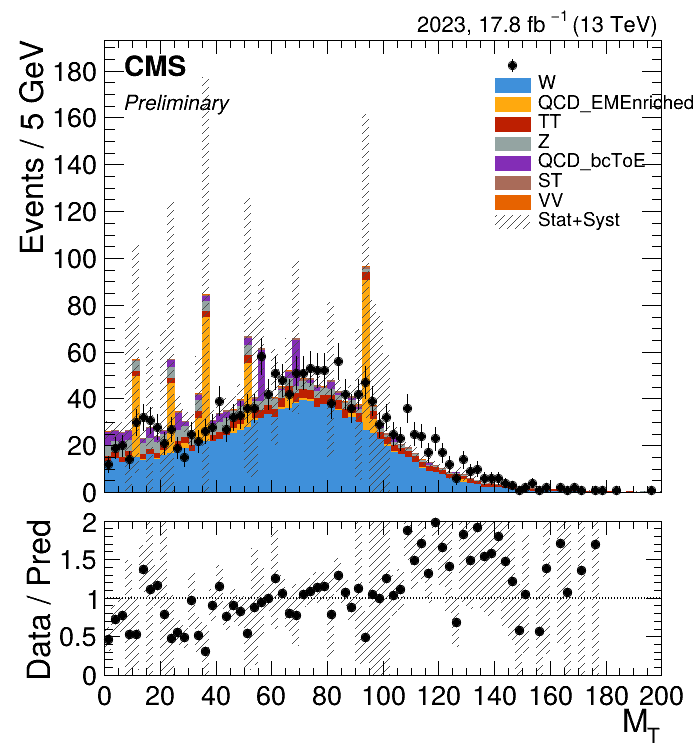 2023, 17.8 fb⁻¹ (13 TeV)
CMS
Preliminary
W
QCD_EMEnriched
TT
Z
QCD_bcToE
ST
VV
Stat+Syst
Events / 5 GeV
180
160
140
120
100
80
60
40
20
0
Data / Pred
2
1.5
1
0.5
0
0 20 40 60 80 100 120 140 160 180 200
M_T